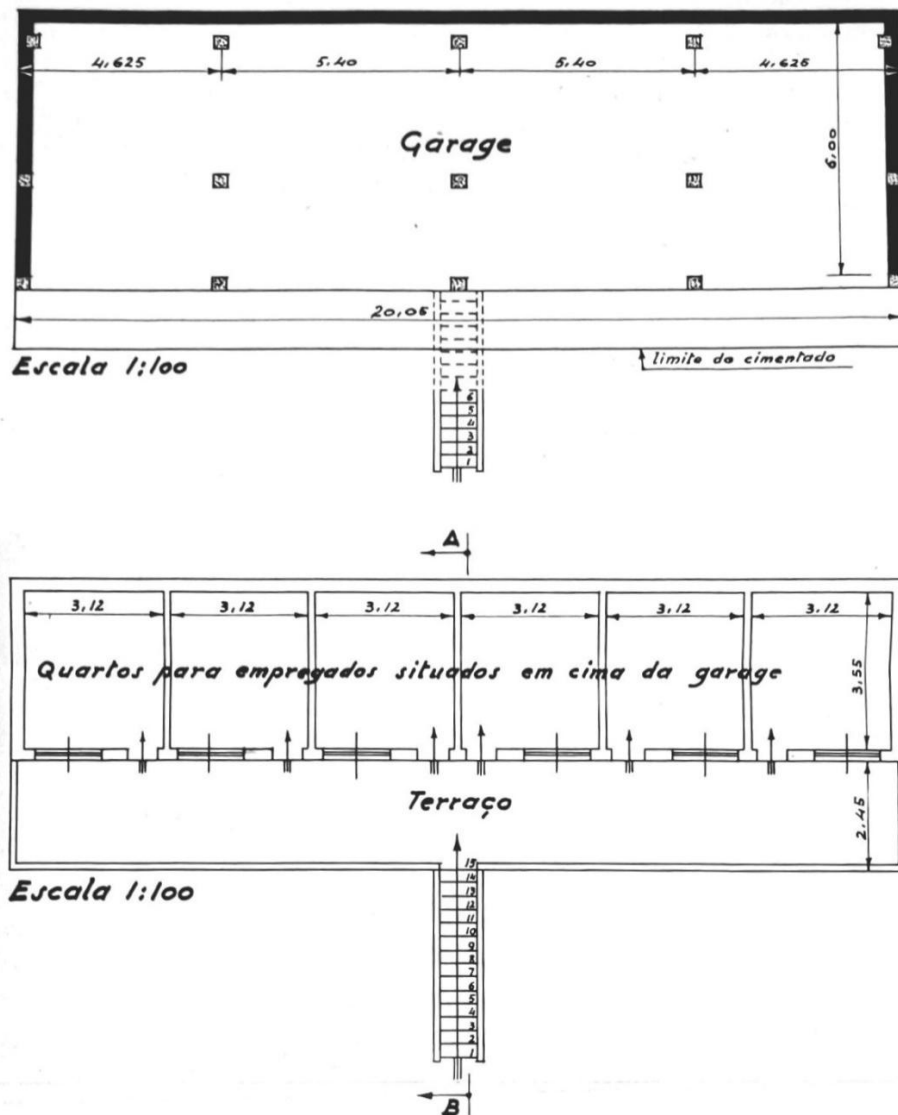 4,625 5.40 5.40 4,625
Garage
6,00
20,05
Escala 1:100
limite do cimentado
6
5
4
3
2
1
A
3,12 3,12 3,12 3,12 3,12 3,12
Quartos para empregados situados em cima da garage
3,55
Terraço
2.45
Escala 1:100
15
14
13
12
11
10
9
8
7
6
5
4
3
2
1
B